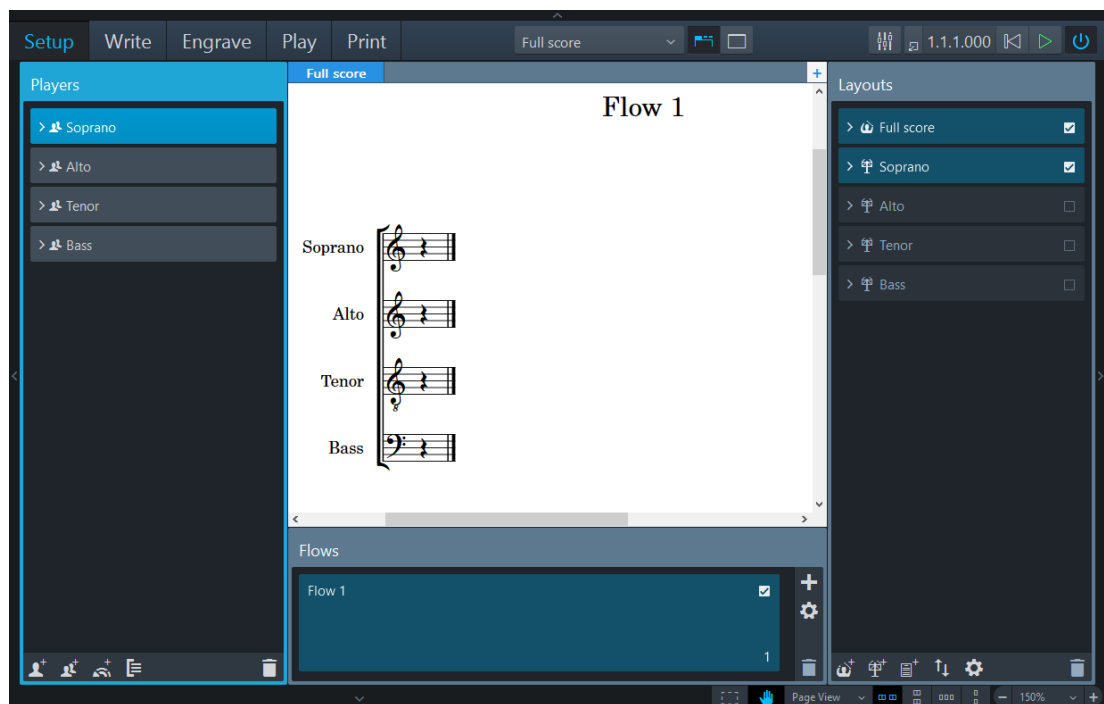 Setup Write Engrave Play Print Full score 1.1.1.000
Players
Soprano
Alto
Tenor
Bass
Full score
Flow 1
Soprano
Alto
Tenor
8
Bass
Flows
Flow 1
1
Layouts
Full score
Soprano
Alto
Tenor
Bass
Page View 150%